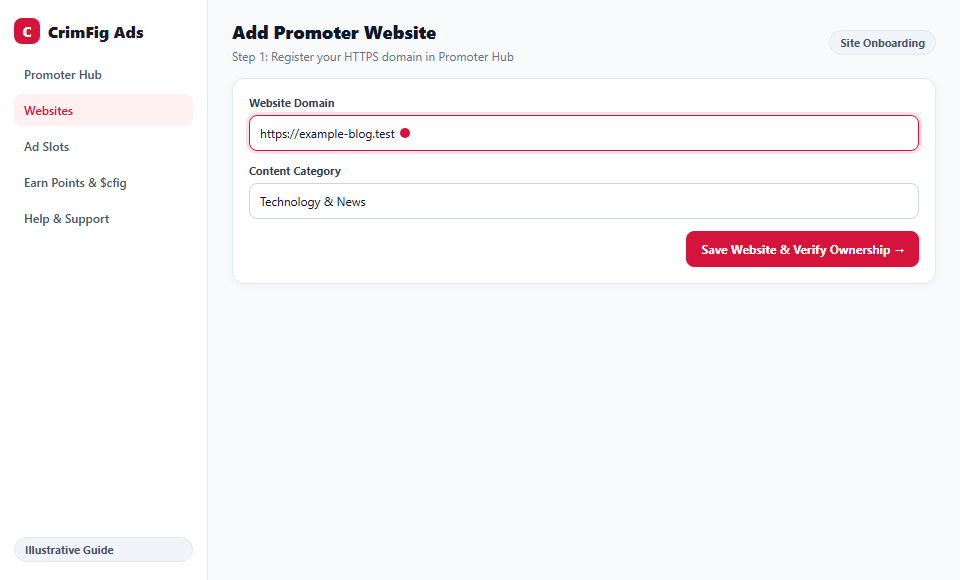 C CrimFig Ads
Promoter Hub
Websites
Ad Slots
Earn Points & $cfig
Help & Support
Illustrative Guide
Add Promoter Website
Step 1: Register your HTTPS domain in Promoter Hub
Site Onboarding
Website Domain
https://example-blog.test
Content Category
Technology & News
Save Website & Verify Ownership →